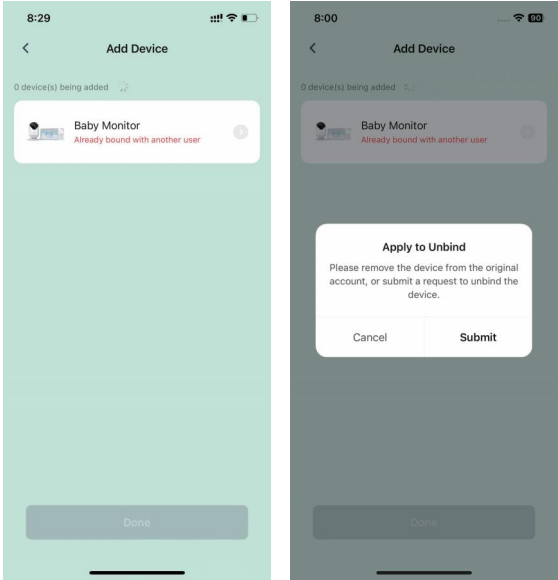 8:29
Add Device
0 device(s) being added
Baby Monitor
Already bound with another user
Done
8:00
90
Add Device
0 device(s) being added
Baby Monitor
Already bound with another user
Apply to Unbind
Please remove the device from the original
account, or submit a request to unbind the
device.
Cancel
Submit
Done